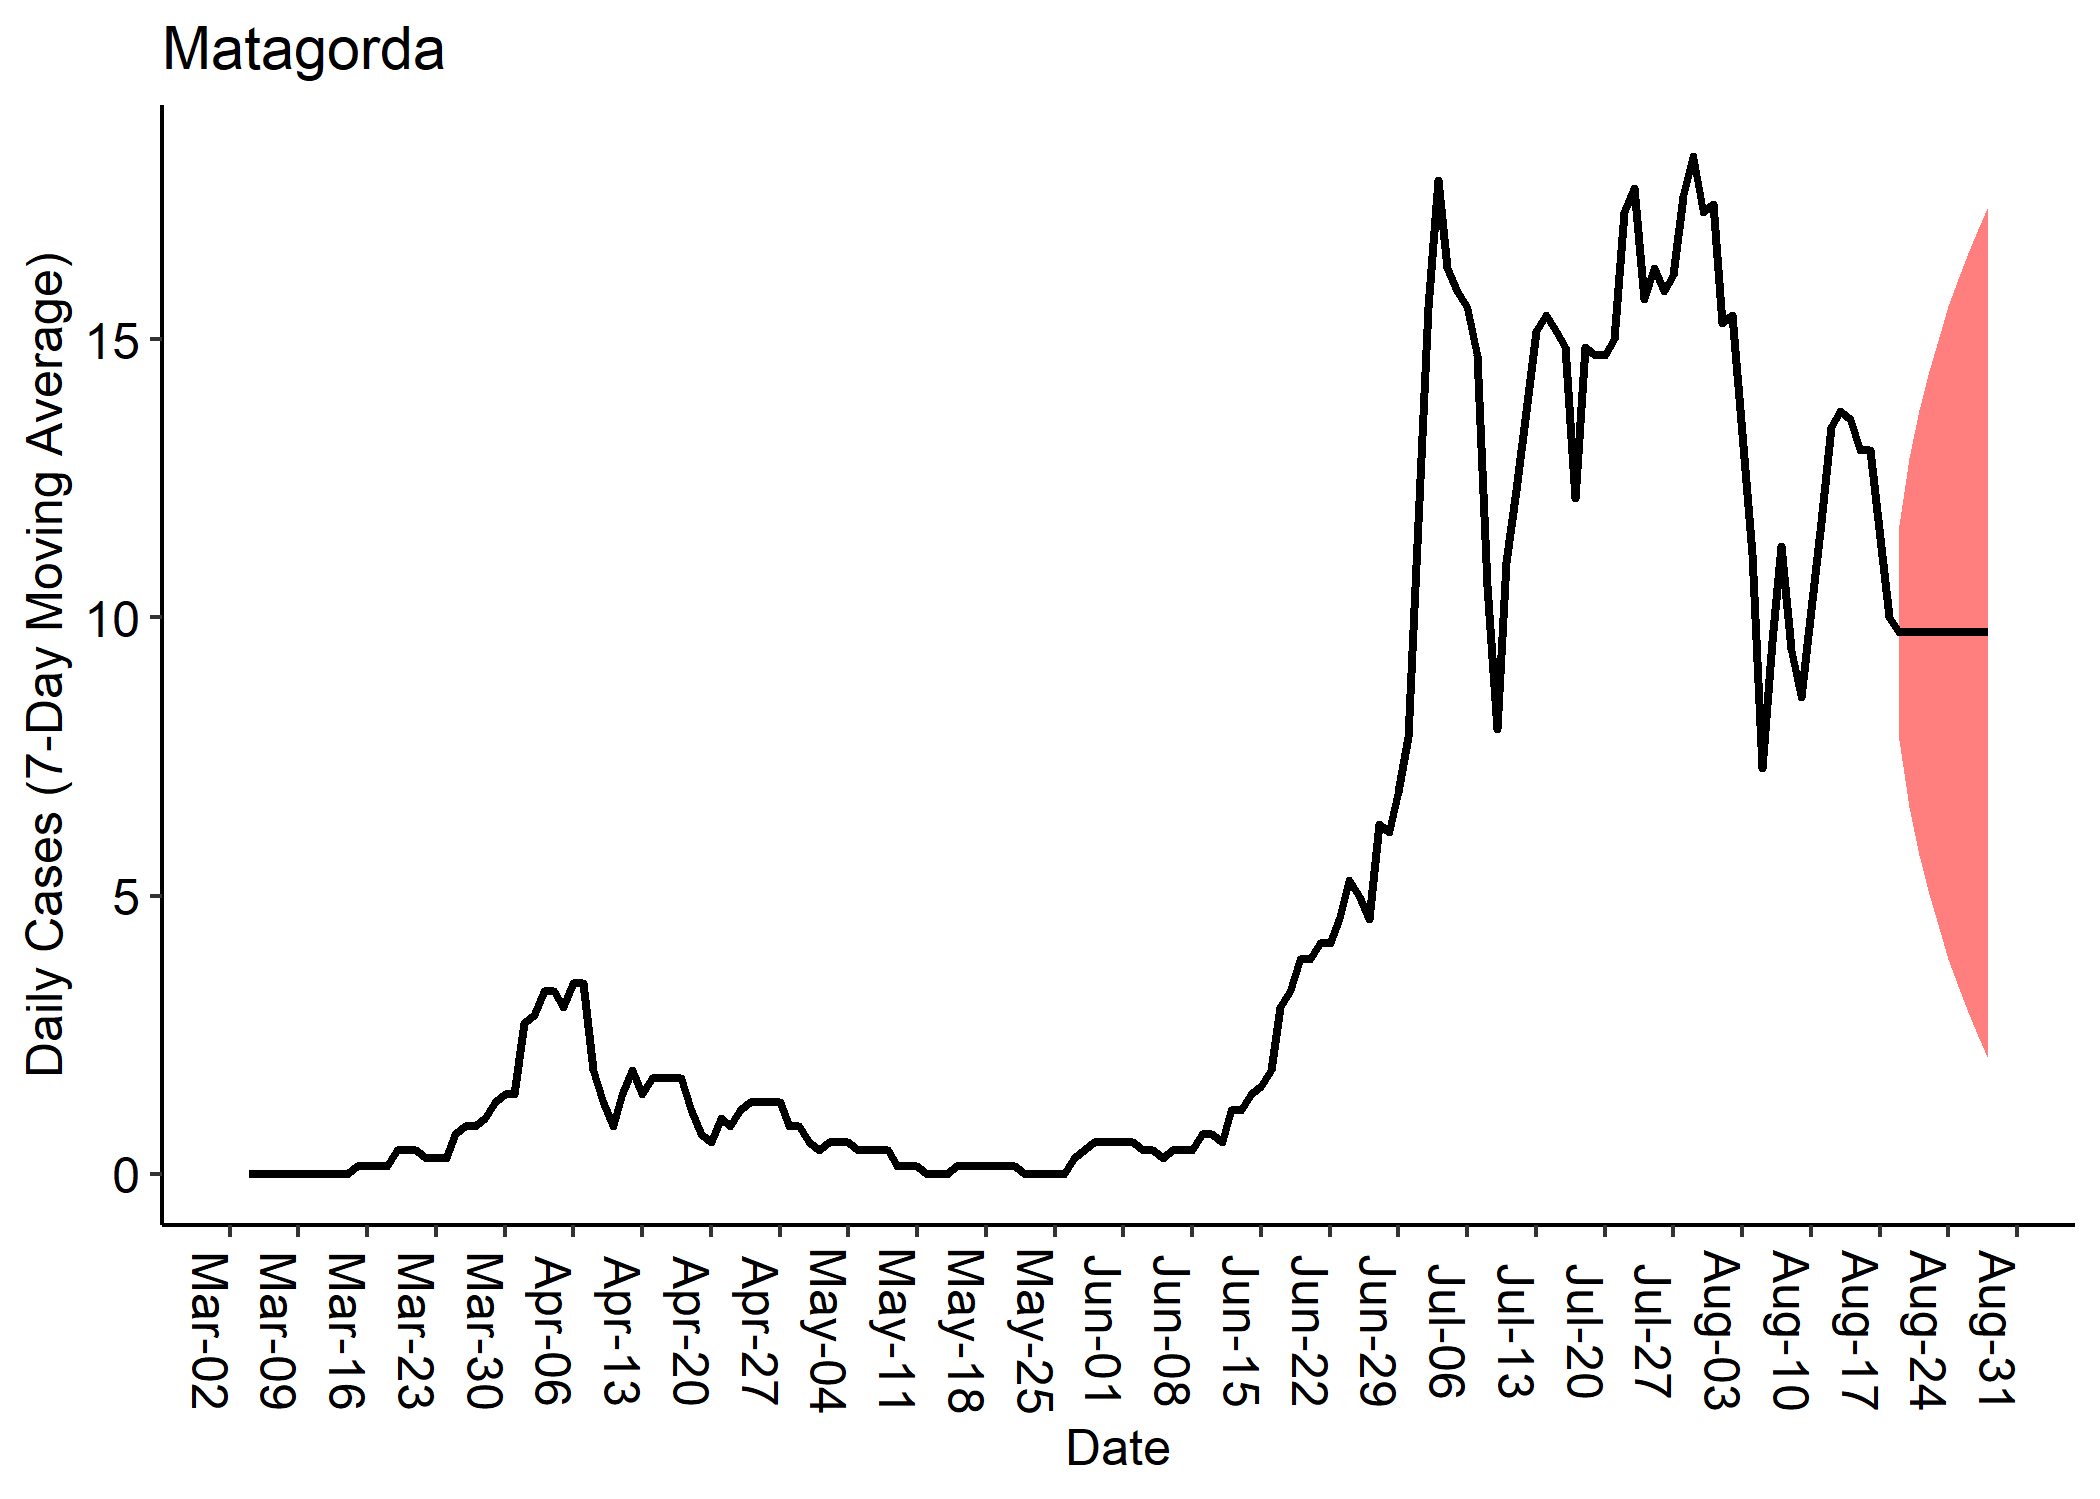 Matagorda
Daily Cases (7-Day Moving Average)
15
10
5
0
Mar-02
Mar-09
Mar-16
Mar-23
Mar-30
Apr-06
Apr-13
Apr-20
Apr-27
May-04
May-11
May-18
May-25
Jun-01
Jun-08
Jun-15
Jun-22
Jun-29
Jul-06
Jul-13
Jul-20
Jul-27
Aug-03
Aug-10
Aug-17
Aug-24
Aug-31
Date